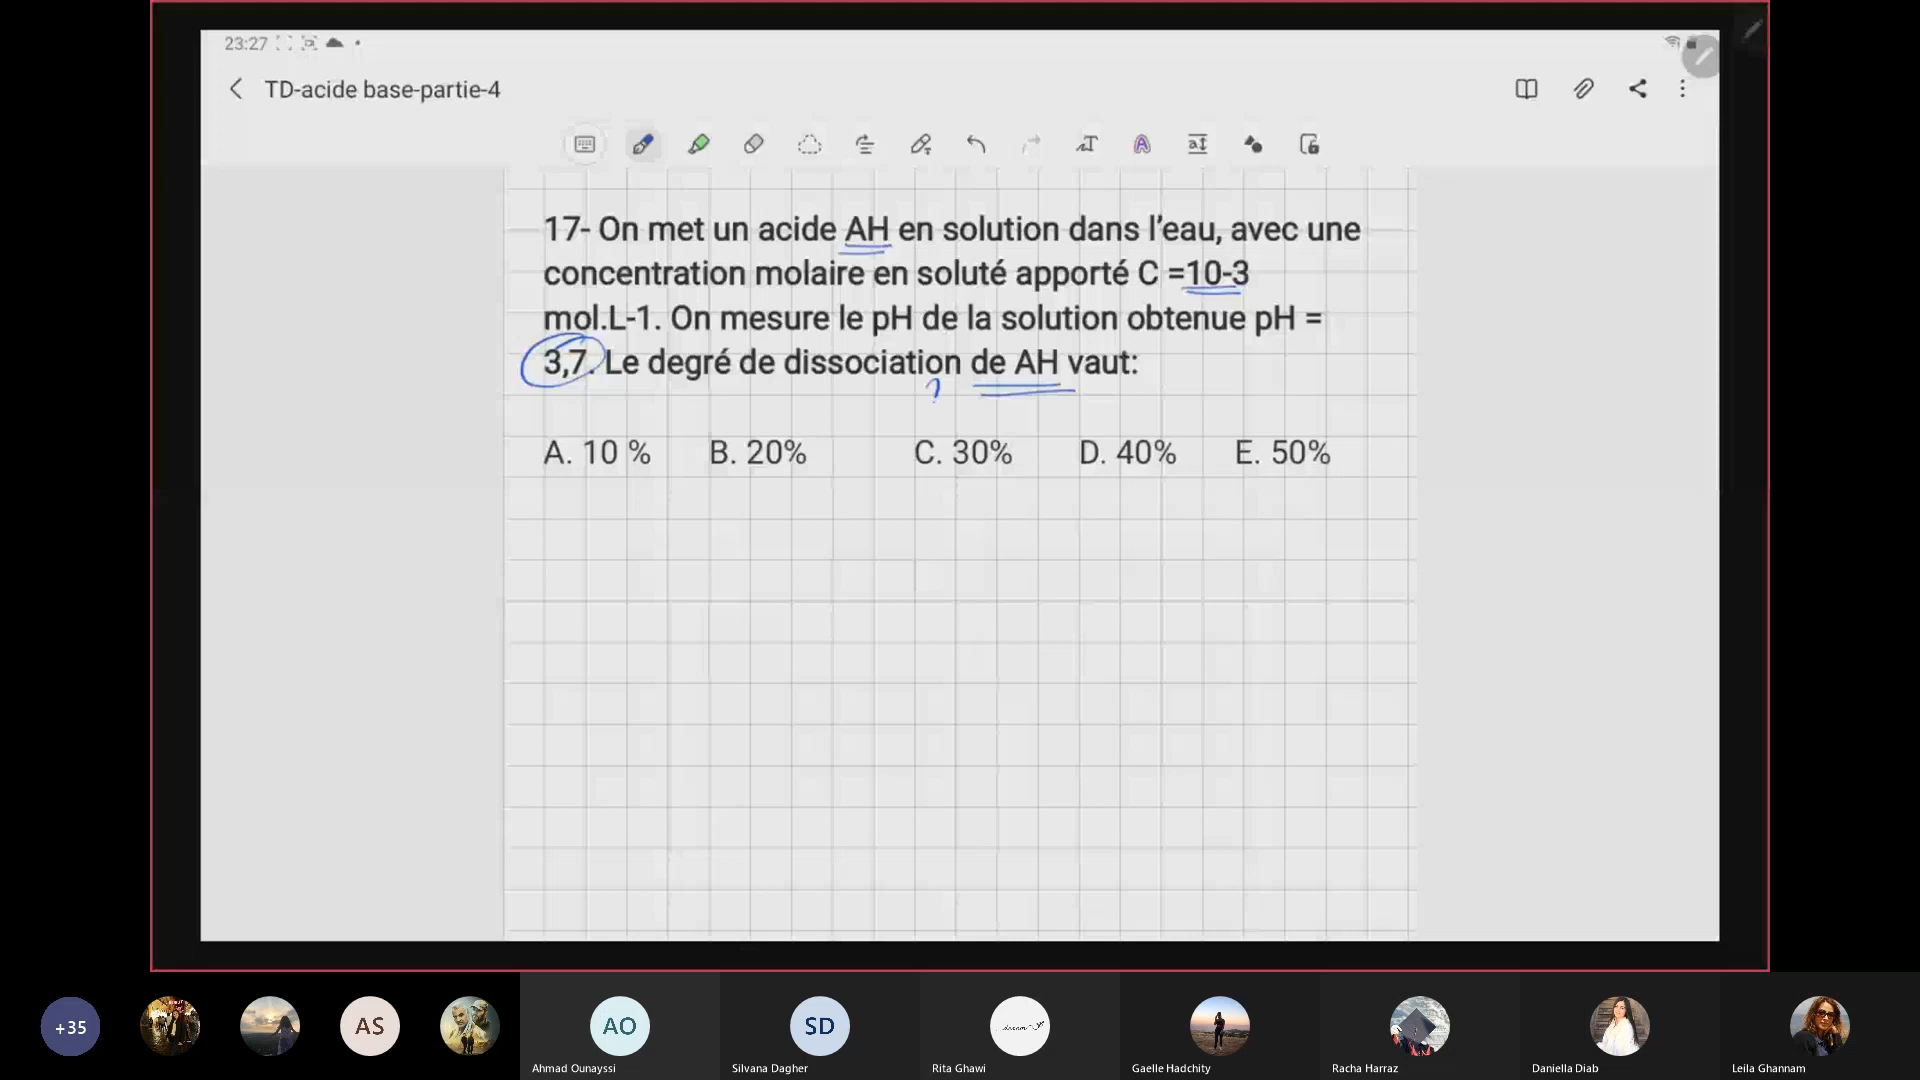 23:27
TD-acide base-partie-4
17- On met un acide AH en solution dans l’eau, avec une
concentration molaire en soluté apporté C =10-3
mol.L-1. On mesure le pH de la solution obtenue pH =
3,7. Le degré de dissociation de AH vaut:
?
A. 10 % B. 20% C. 30% D. 40% E. 50%
+35 AS AO SD dream
Ahmad Ounayssi Silvana Dagher Rita Ghawi Gaelle Hadchity Racha Harraz Daniella Diab Leila Ghannam